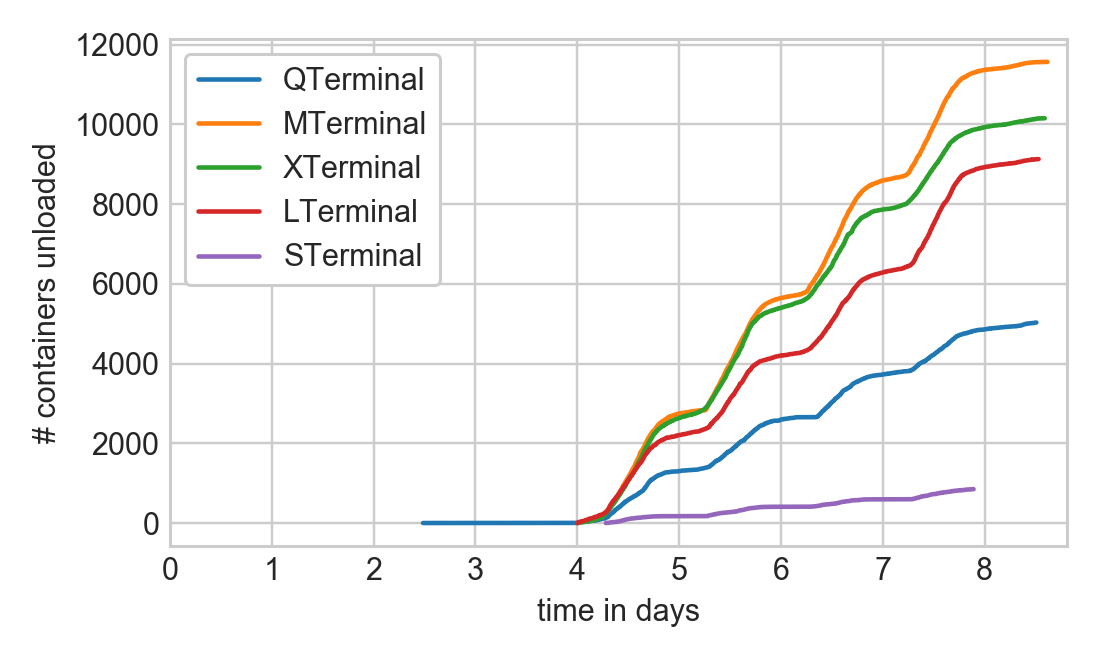 12000
10000
8000
6000
4000
2000
0
# containers unloaded
QTerminal
MTerminal
XTerminal
LTerminal
STerminal
0 1 2 3 4 5 6 7 8
time in days